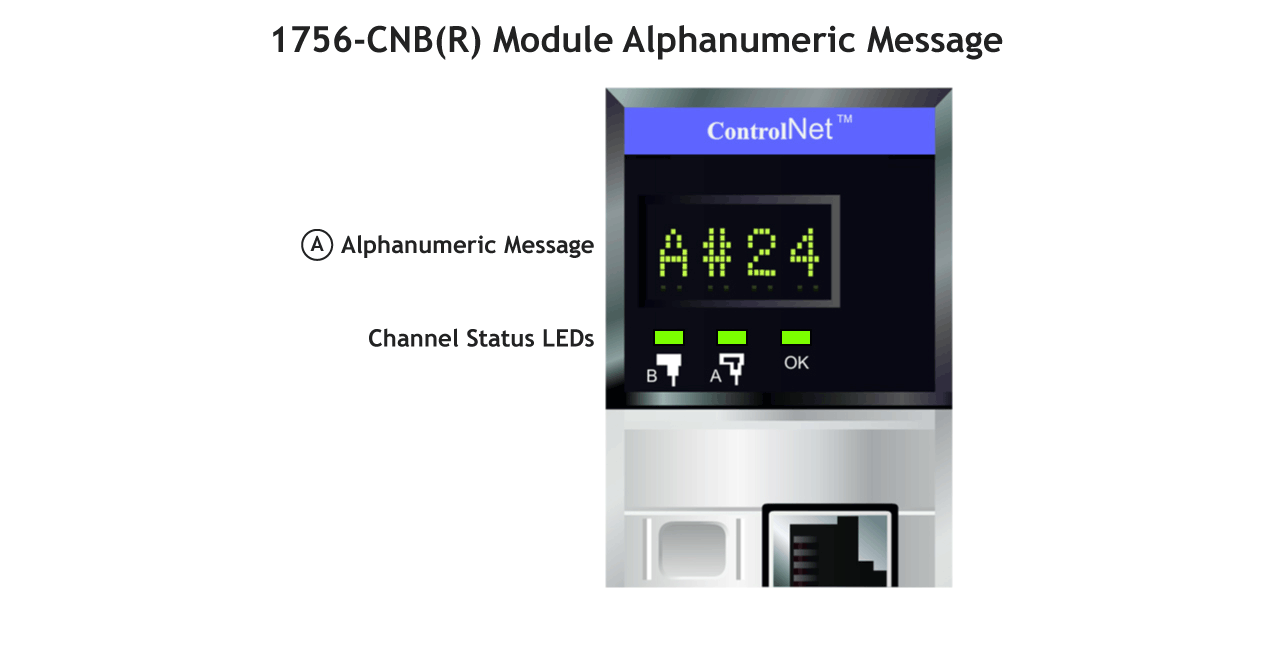 1756-CNB(R) Module Alphanumeric Message
ControlNet™
A#24
A Alphanumeric Message
Channel Status LEDs
B A OK